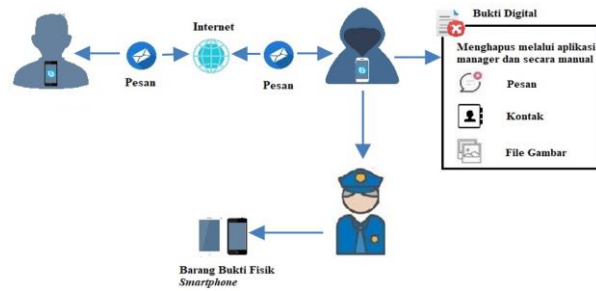 Bukti Digital
Internet
Menghapus melalui aplikasi
manager dan secara manual
Pesan
Pesan
Pesan
Kontak
File Gambar
Barang Bukti Fisik
Smartphone